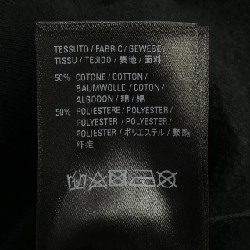 TESSUTO / FABRIC / GEWEBE /
TISSU / TEJIDO / 素地 / 面料
50% COTONE / COTTON /
BAUMWOLLE / COTON /
ALGODON / 綿 / 棉
50% POLIESTERE / POLYESTER /
POLYESTER / POLYESTER /
POLIESTER / ポリエステル / 聚酯
纤维